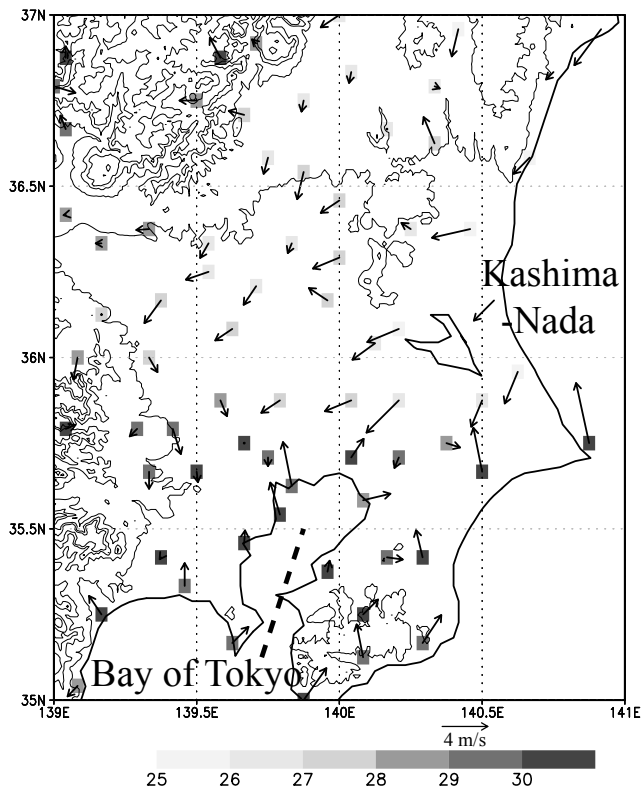 37N
36.5N
Kashima
-Nada
36N
35.5N
Bay of Tokyo
35N
139E 139.5E 140E 140.5E 141E
4 m/s
25 26 27 28 29 30